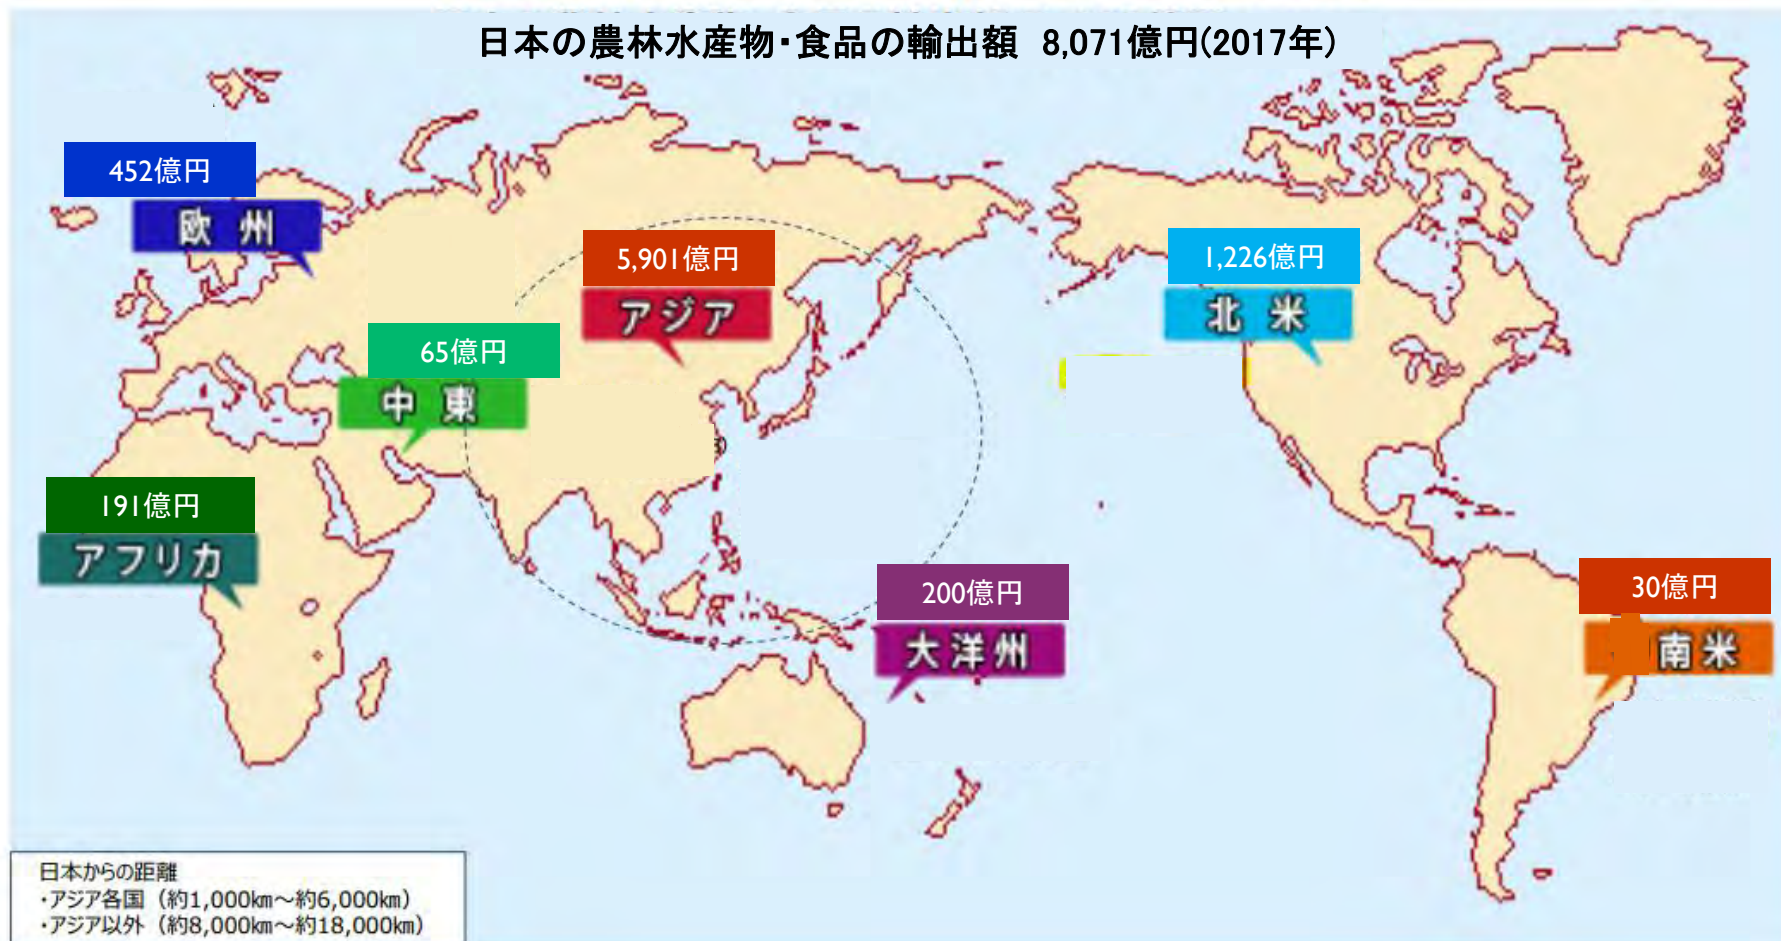 日本の農林水産物・食品の輸出額 8,071億円(2017年)
452億円
欧州
5,901億円
アジア
1,226億円
北米
65億円
中東
191億円
アフリカ
200億円
大洋州
30億円
南米
日本からの距離
・アジア各国（約1,000㎞～約6,000㎞）
・アジア以外（約8,000㎞～約18,000㎞）